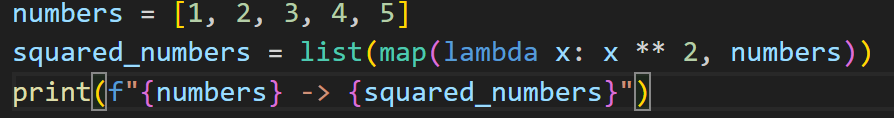 numbers = [1, 2, 3, 4, 5]
squared_numbers = list(map(lambda x: x ** 2, numbers))
print(f"{numbers} -> {squared_numbers}")